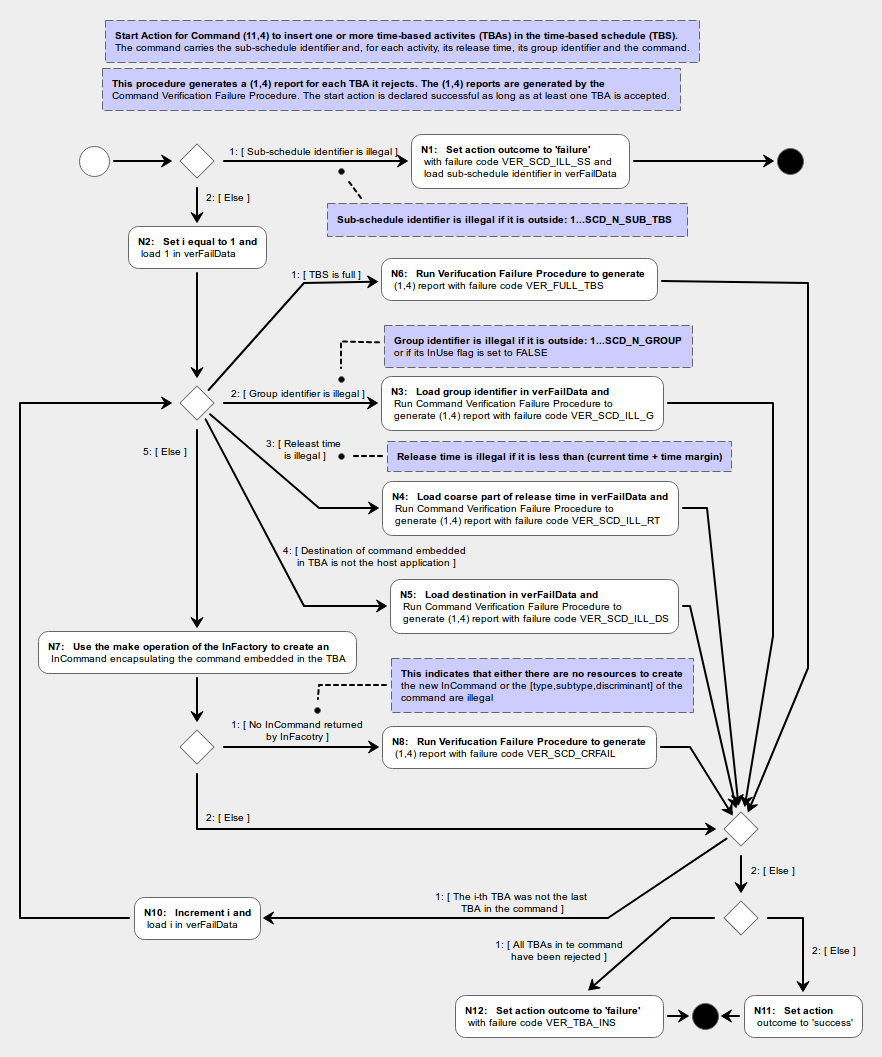 Start Action for Command (11,4) to insert one or more time-based activites (TBAs) in the time-based schedule (TBS).
The command carries the sub-schedule identifier and, for each activity, its release time, its group identifier and the command.
This procedure generates a (1,4) report for each TBA it rejects. The (1,4) reports are generated by the
Command Verification Failure Procedure. The start action is declared successful as long as at least one TBA is accepted.
1: [ Sub-schedule identifier is illegal ]
N1: Set action outcome to 'failure'
with failure code VER_SCD_ILL_SS and
load sub-schedule identifier in verFailData
2: [ Else ]
Sub-schedule identifier is illegal if it is outside: 1...SCD_N_SUB_TBS
N2: Set i equal to 1 and
load 1 in verFailData
1: [ TBS is full ]
N6: Run Verifucation Failure Procedure to generate
(1,4) report with failure code VER_FULL_TBS
Group identifier is illegal if it is outside: 1...SCD_N_GROUP
or if its InUse flag is set to FALSE
2: [ Group identifier is illegal ]
N3: Load group identifier in verFailData and
Run Command Verification Failure Procedure to
generate (1,4) report with failure code VER_SCD_ILL_G
3: [ Releast time
is illegal ]
5: [ Else ]
Release time is illegal if it is less than (current time + time margin)
N4: Load coarse part of release time in verFailData and
Run Command Verification Failure Procedure to
generate (1,4) report with failure code VER_SCD_ILL_RT
4: [ Destination of command embedded
in TBA is not the host application ]
N5: Load destination in verFailData and
Run Command Verification Failure Procedure to
generate (1,4) report with failure code VER_SCD_ILL_DS
N7: Use the make operation of the InFactory to create an
InCommand encapsulating the command embedded in the TBA
This indicates that either there are no resources to create
the new InCommand or the [type,subtype,discriminant] of the
command are illegal
1: [ No InCommand returned
by InFacotry ]
N8: Run Verifucation Failure Procedure to generate
(1,4) report with failure code VER_SCD_CRFAIL
2: [ Else ]
2: [ Else ]
1: [ The i-th TBA was not the last
TBA in the command ]
N10: Increment i and
load i in verFailData
1: [ All TBAs in te command
have been rejected ]
2: [ Else ]
N12: Set action outcome to 'failure'
with failure code VER_TBA_INS
N11: Set action
outcome to 'success'